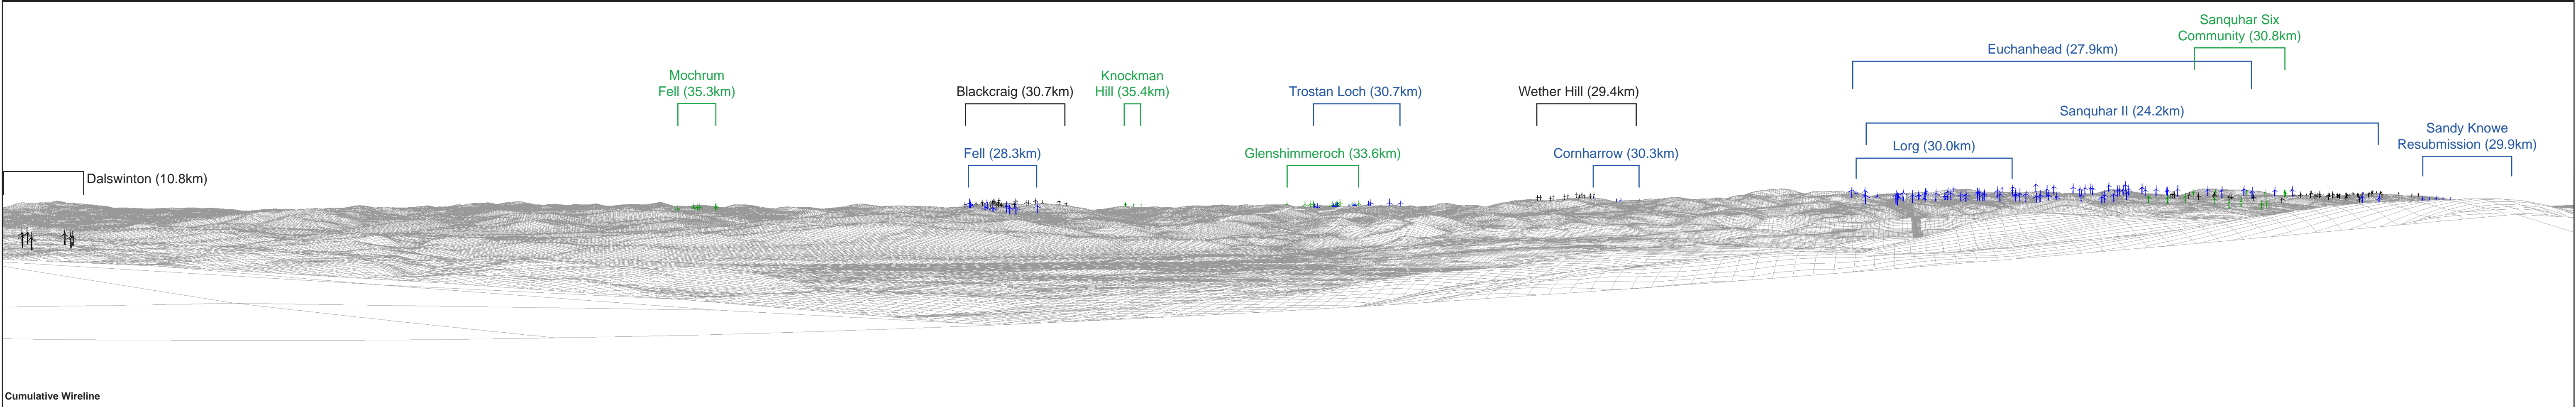 Sanquhar Six
Community (30.8km)
Euchanhead (27.9km)
Mochrum
Fell (35.3km)
Blackcraig (30.7km)
Knockman
Hill (35.4km)
Trostan Loch (30.7km)
Wether Hill (29.4km)
Sanquhar II (24.2km)
Sandy Knowe
Resubmission (29.9km)
Lorg (30.0km)
Fell (28.3km)
Glenshimmeroch (33.6km)
Cornharrow (30.3km)
Dalswinton (10.8km)
Cumulative Wireline